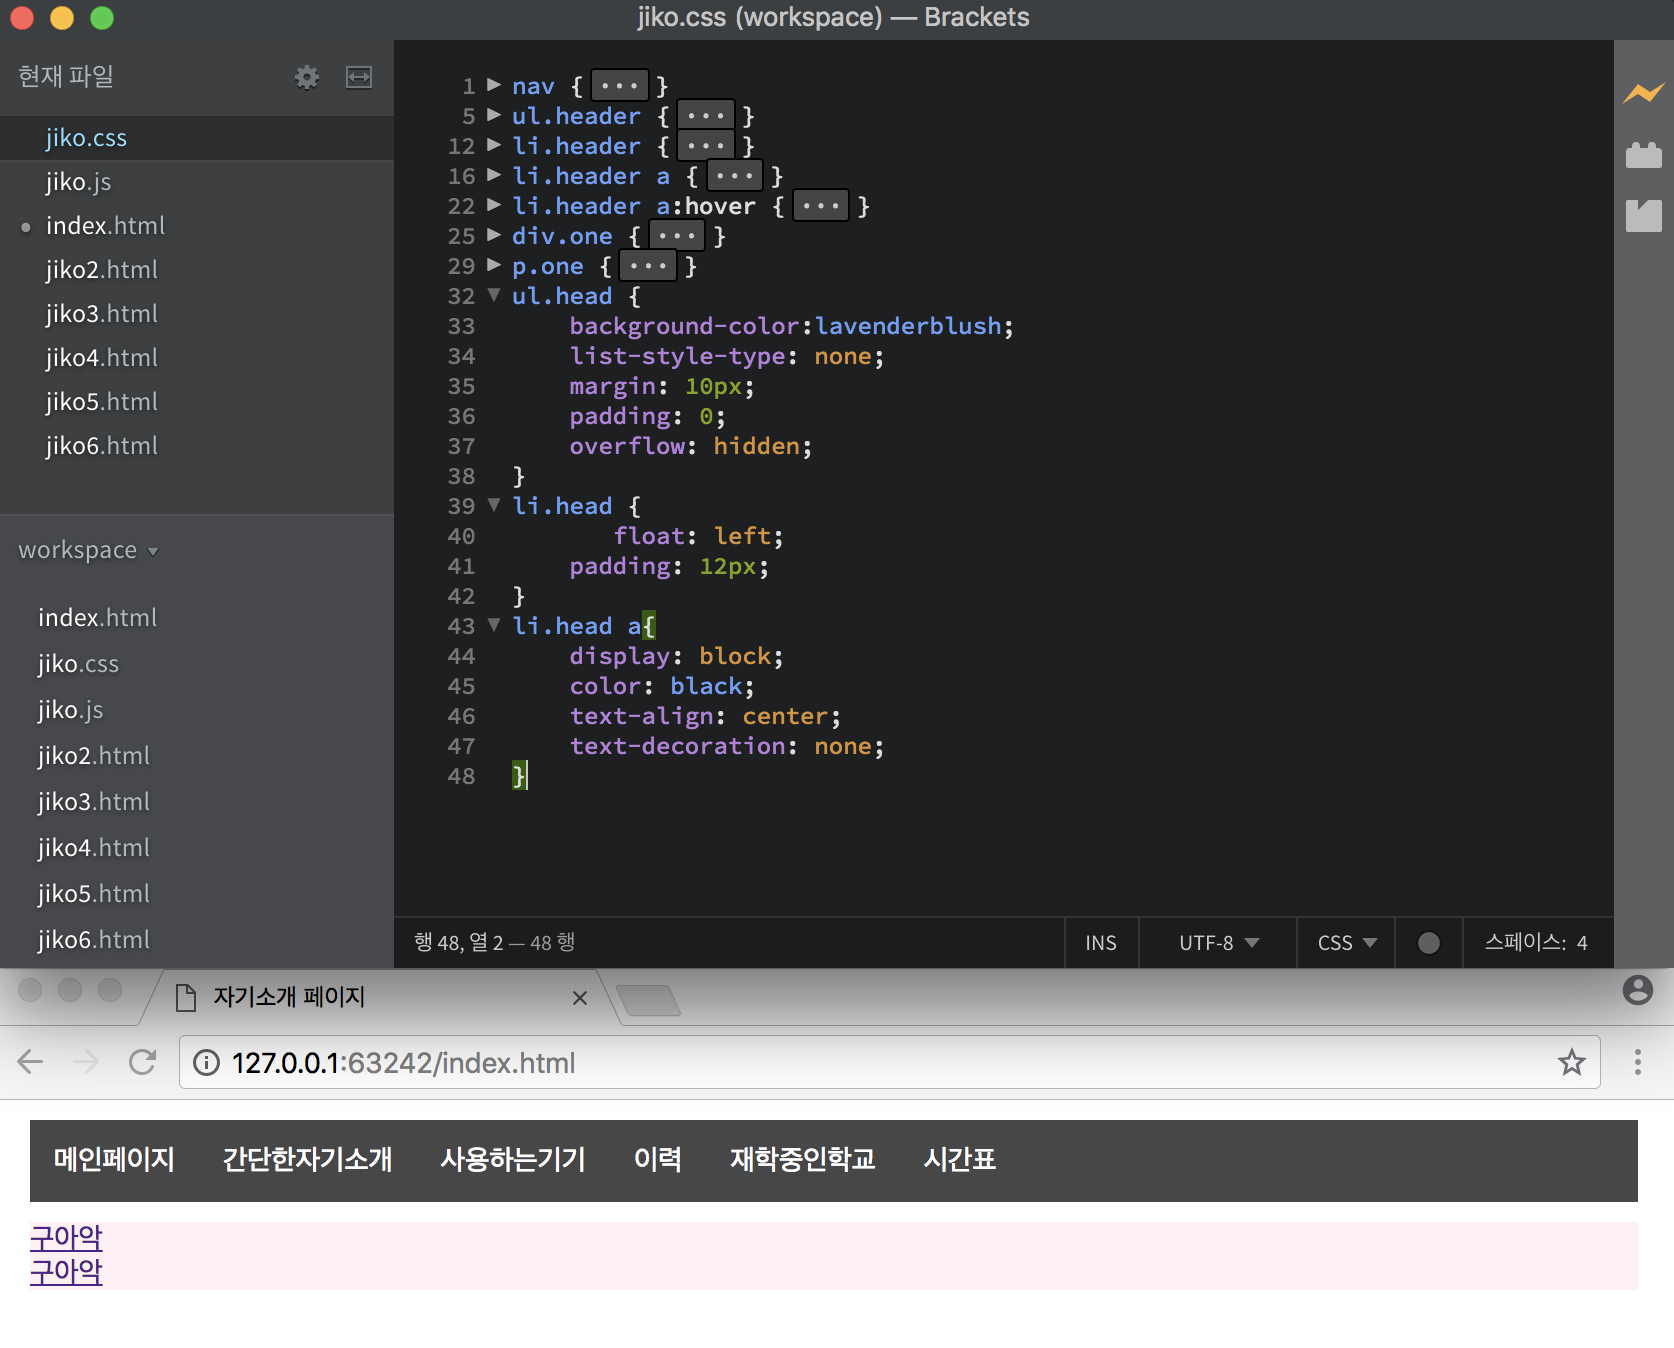 jiko.css (workspace) — Brackets
현재 파일
jiko.css
jiko.js
index.html
jiko2.html
jiko3.html
jiko4.html
jiko5.html
jiko6.html
workspace
index.html
jiko.css
jiko.js
jiko2.html
jiko3.html
jiko4.html
jiko5.html
jiko6.html
1 nav { ... }
5 ul.header { ... }
12 li.header { ... }
16 li.header a { ... }
22 li.header a:hover { ... }
25 div.one { ... }
29 p.one { ... }
32 ul.head {
33 background-color:lavenderblush;
34 list-style-type: none;
35 margin: 10px;
36 padding: 0;
37 overflow: hidden;
38 }
39 li.head {
40 float: left;
41 padding: 12px;
42 }
43 li.head a{
44 display: block;
45 color: black;
46 text-align: center;
47 text-decoration: none;
48 }
행 48, 열 2 — 48 행 INS UTF-8 CSS 스페이스: 4
자기소개 페이지
127.0.0.1:63242/index.html
메인페이지 간단한자기소개 사용하는기기 이력 재학중인학교 시간표
구아악
구아악